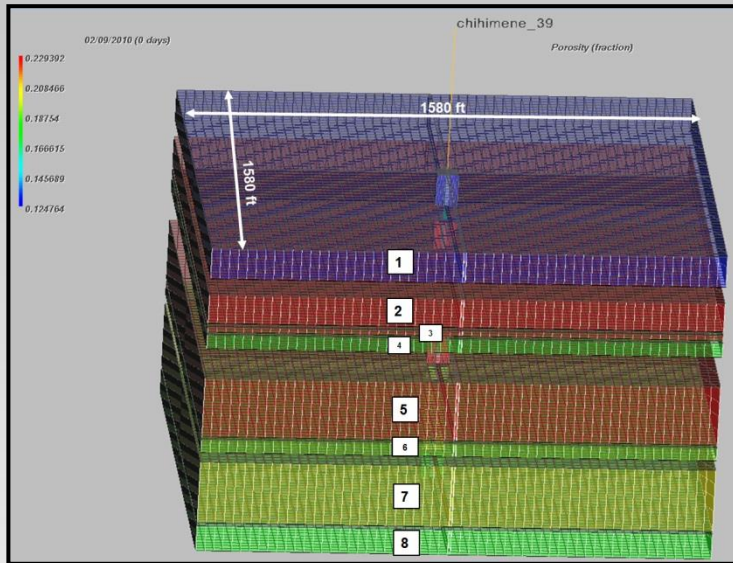 chihimene_39
02/09/2010 (0 days)
Porosity (fraction)
0.229392
0.208466
0.18754
0.166615
0.145689
0.124764
1580 ft
1580 ft
1
2
3
4
5
6
7
8